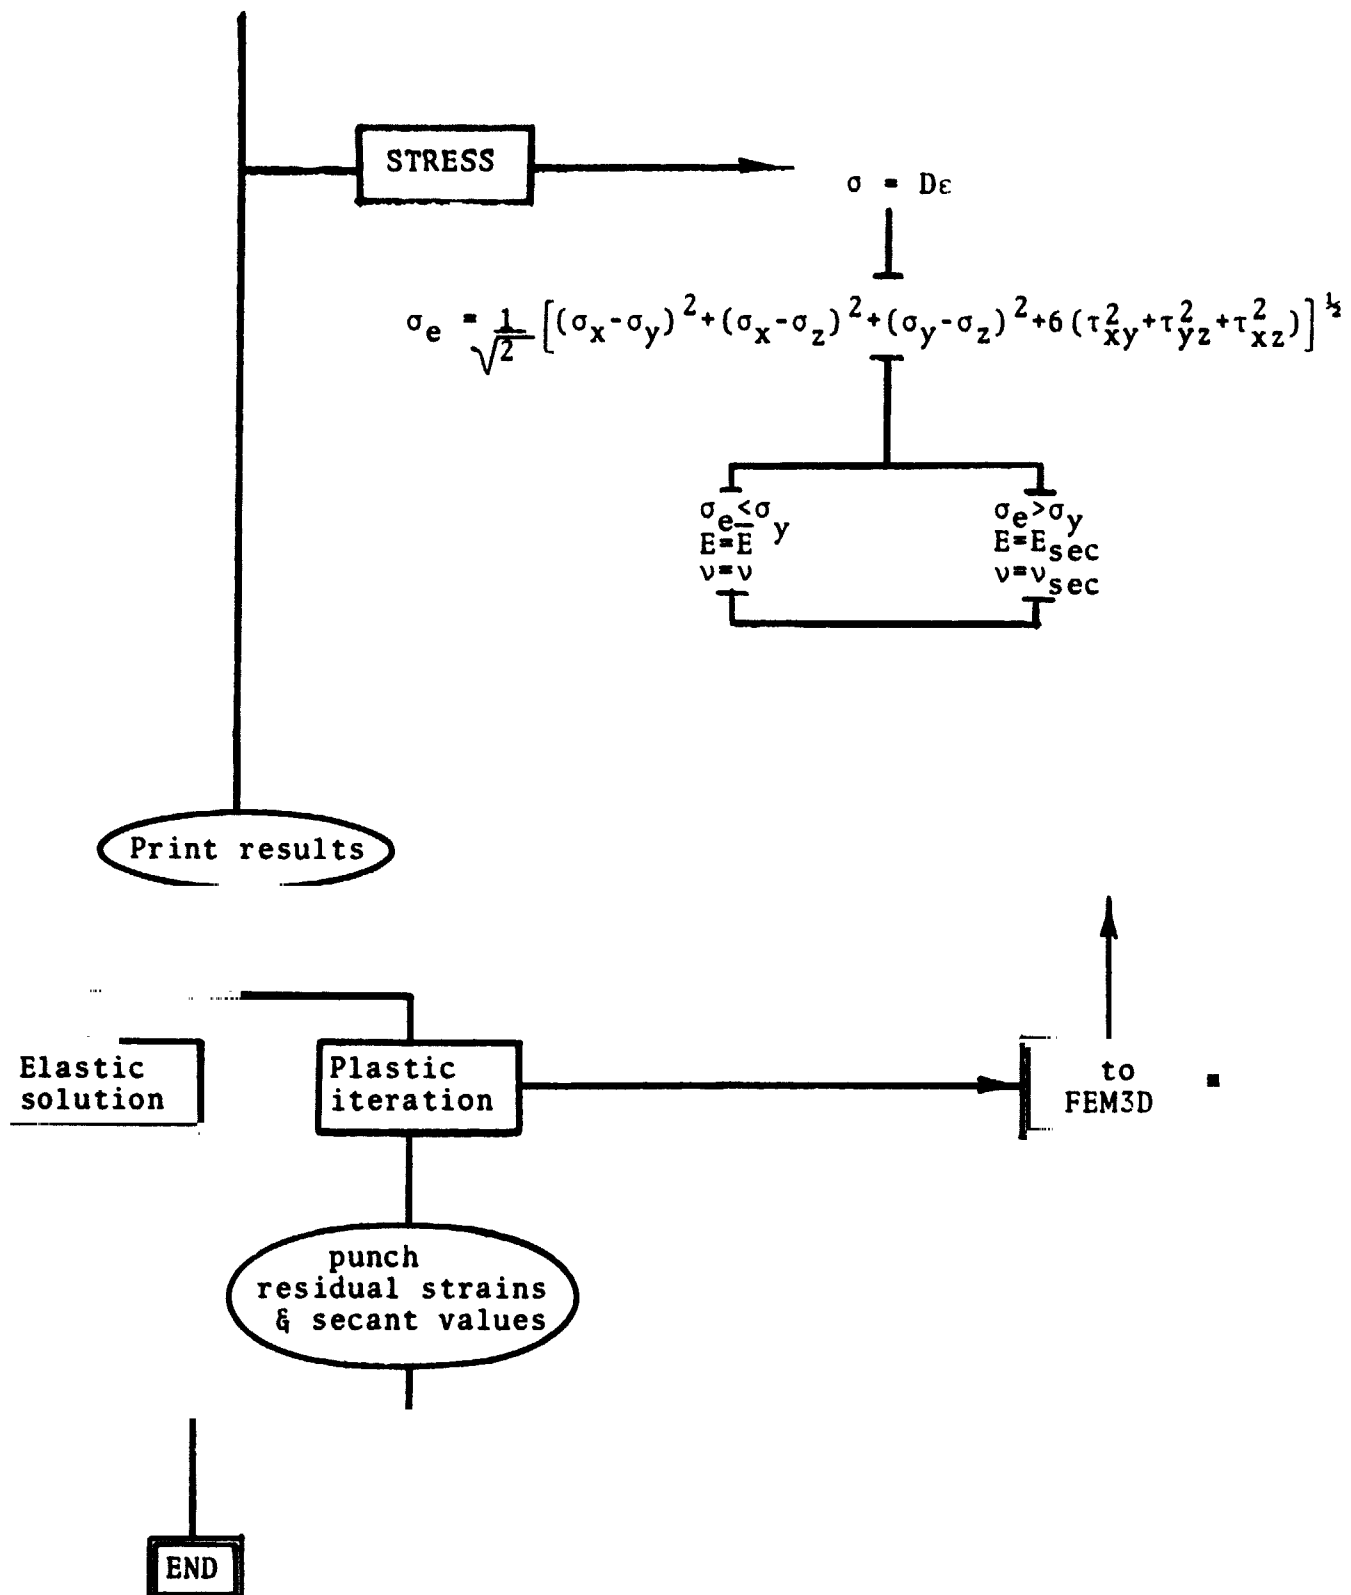 STRESS
σ = Dε
σe = 1/√2 [(σx-σy)²+(σx-σz)²+(σy-σz)²+6(τ²xy+τ²yz+τ²xz)]^½
σe<σy
E=E
ν=ν
σe>σy
E=Esec
ν=νsec
Print results
Elastic
solution
Plastic
iteration
to
FEM3D
punch
residual strains
& secant values
END